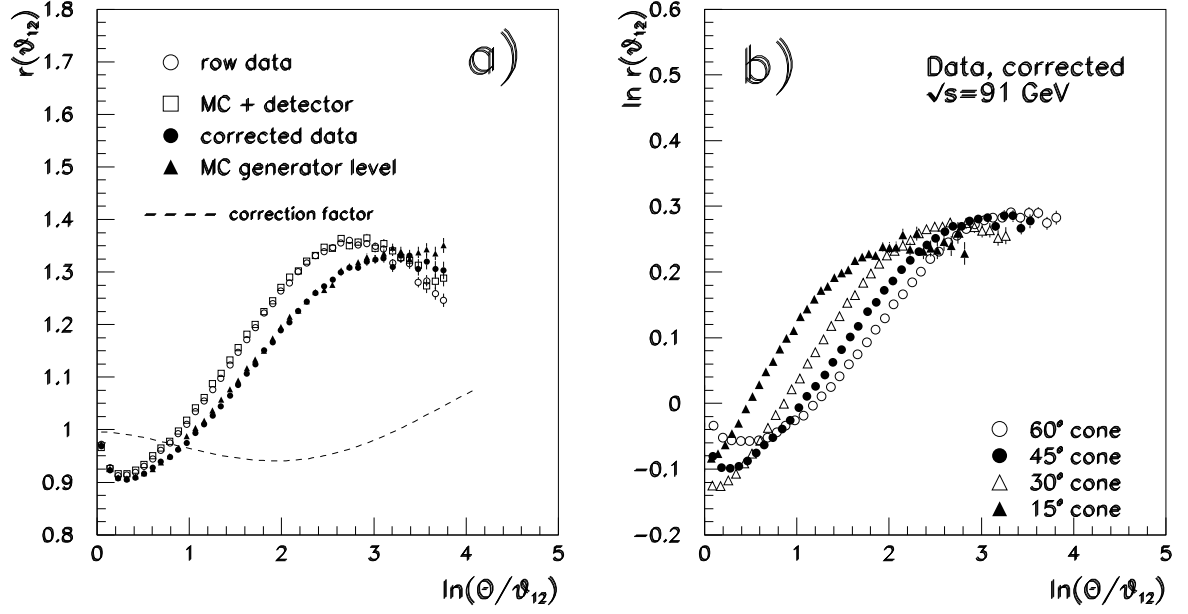 r(ϑ₁₂)
1.8
1.7
1.6
1.5
1.4
1.3
1.2
1.1
1
0.9
0.8
a)
row data
MC + detector
corrected data
MC generator level
correction factor
0 1 2 3 4 5
ln(Θ/ϑ₁₂)
ln r(ϑ₁₂)
0.6
0.5
0.4
0.3
0.2
0.1
0
−0.1
−0.2
b)
Data, corrected
√s=91 GeV
60° cone
45° cone
30° cone
15° cone
0 1 2 3 4 5
ln(Θ/ϑ₁₂)